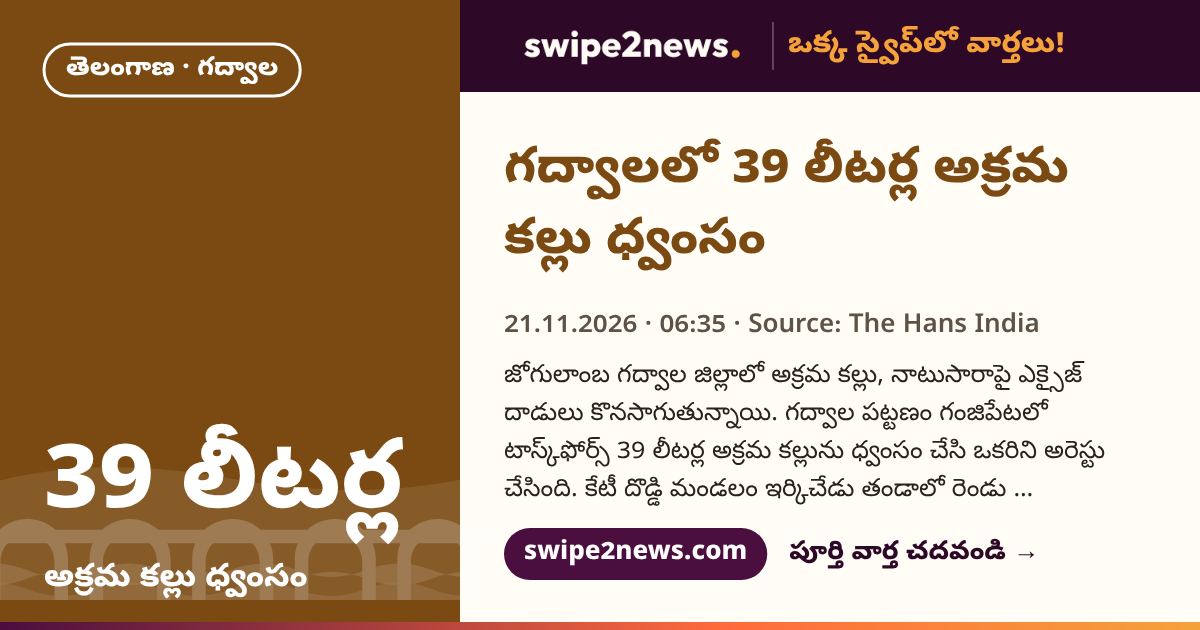 తెలంగాణ · గద్వాల
39 లీటర్ల
అక్రమ కల్లు ధ్వంసం
swipe2news. ఒక్క స్వైప్‌లో వార్తలు!
గద్వాలలో 39 లీటర్ల అక్రమ
కల్లు ధ్వంసం
21.11.2026 · 06:35 · Source: The Hans India
జోగులాంబ గద్వాల జిల్లాలో అక్రమ కల్లు, నాటుసారాపై ఎక్సైజ్
దాడులు కొనసాగుతున్నాయి. గద్వాల పట్టణం గంజిపేటలో
టాస్క్‌ఫోర్స్ 39 లీటర్ల అక్రమ కల్లును ధ్వంసం చేసి ఒకరిని అరెస్టు
చేసింది. కేటీ దొడ్డి మండలం ఇర్కిచేడు తండాలో రెండు ...
swipe2news.com పూర్తి వార్త చదవండి →